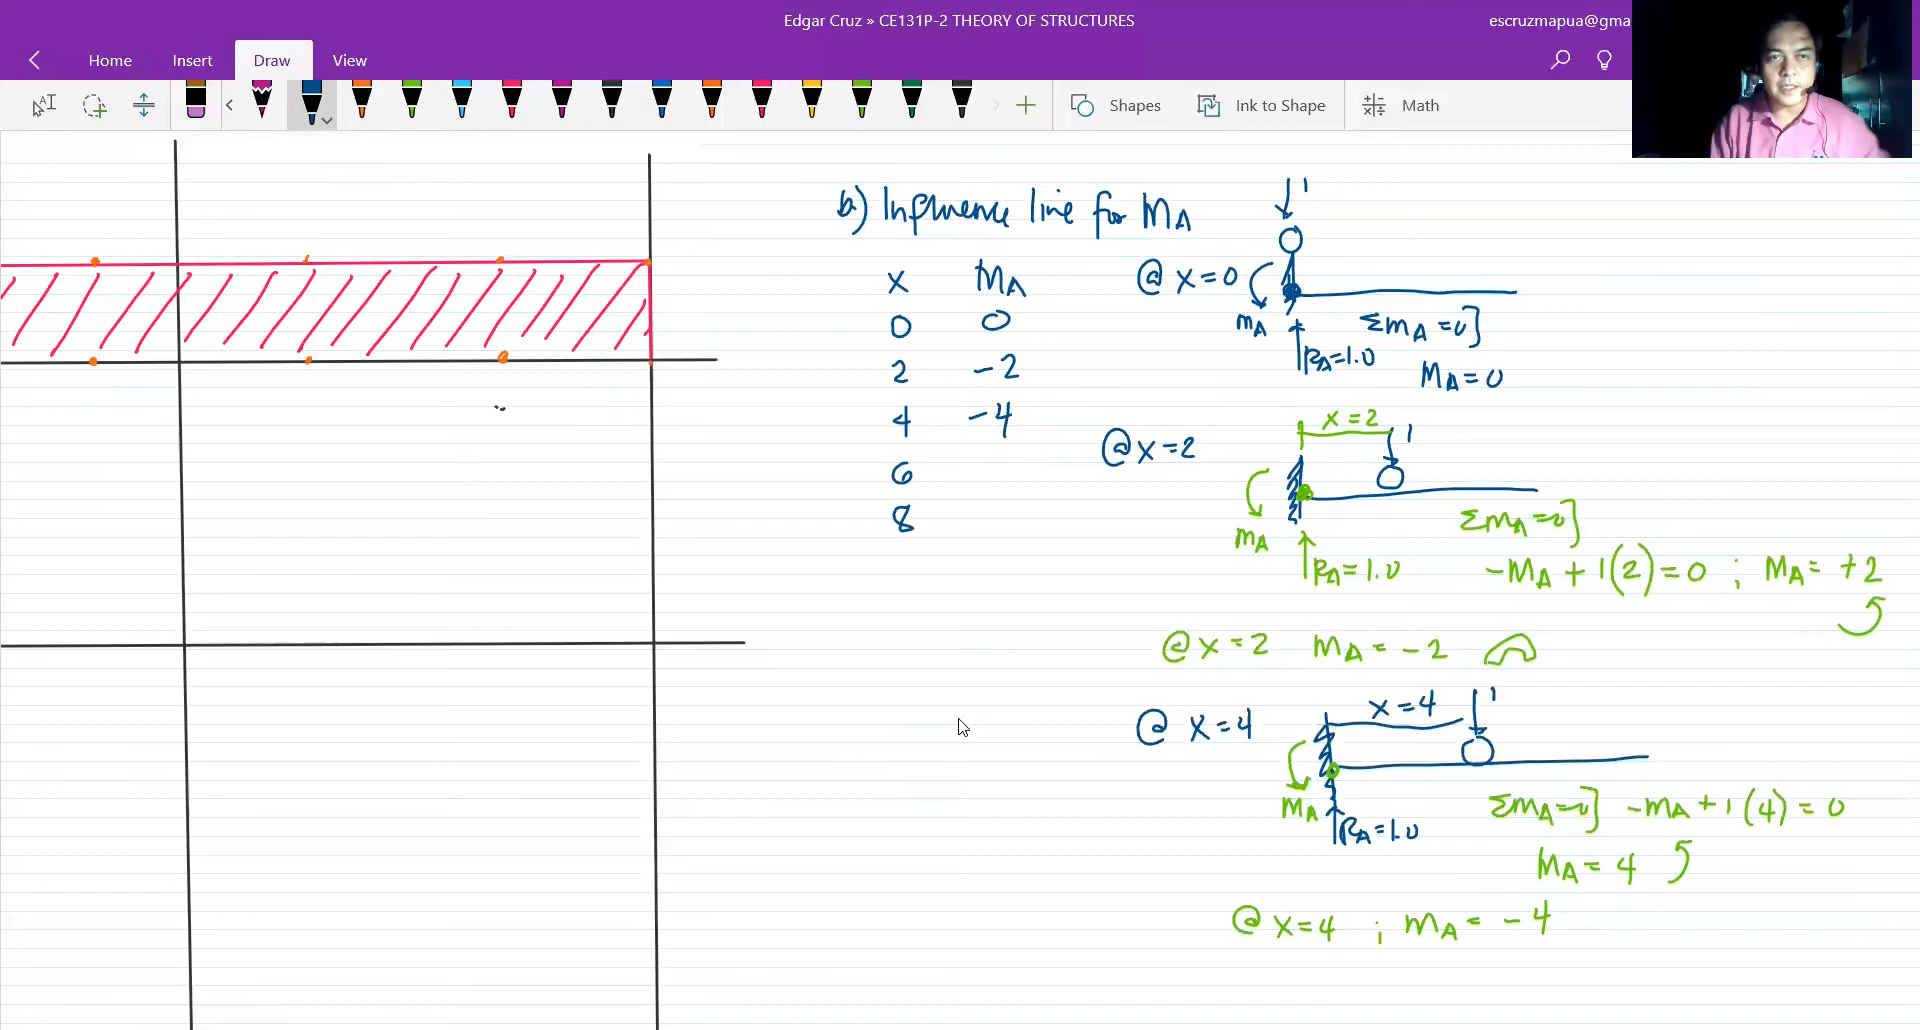 Edgar Cruz » CE131P-2 THEORY OF STRUCTURES
escruzmapua@gma
Home Insert Draw View
Shapes Ink to Shape Math
b) Influence line for MA
x MA
0 0
2 -2
4 -4
6
8
@ x=0
1
MA
RA=1.0
ΣMA=0]
MA=0
@ x=2
x=2
1
MA
RA=1.0
ΣMA=0]
-MA + 1(2) = 0 ; MA= +2
@ x=2 MA= -2
@ x=4
x=4
1
MA
RA=1.0
ΣMA=0] -MA + 1(4) = 0
MA= 4
@ x=4 ; MA= -4